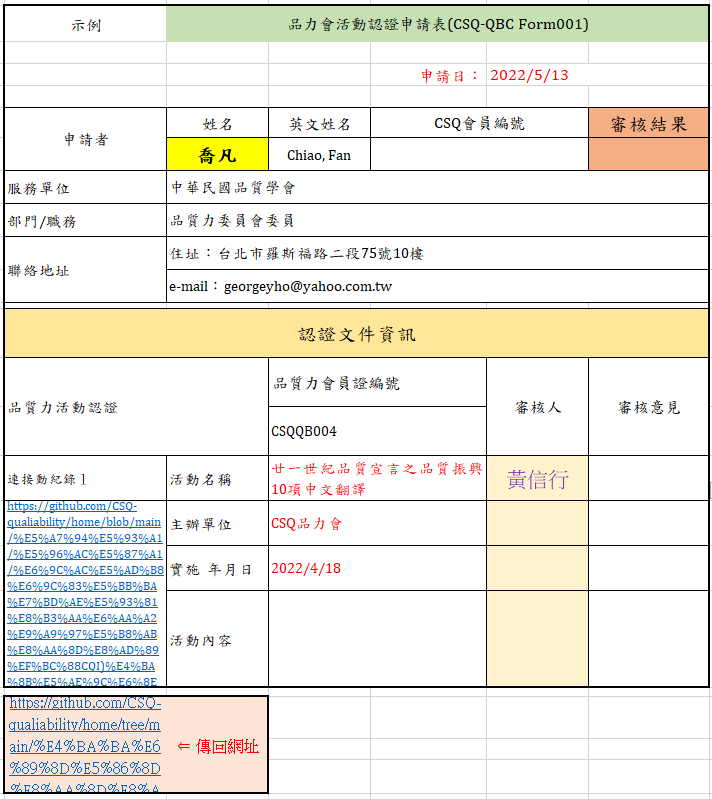 示例
品力會活動認證申請表(CSQ-QBC Form001)
申請日： 2022/5/13
申請者
姓名
英文姓名
CSQ會員編號
審核結果
喬凡
Chiao, Fan
服務單位
中華民國品質學會
部門/職務
品質力委員會委員
聯絡地址
住址：台北市羅斯福路二段75號10樓
e-mail：georgeyho@yahoo.com.tw
認證文件資訊
品質力活動認證
品質力會員證編號
審核人
審核意見
CSQQB004
連接動紀錄１
活動名稱
廿一世紀品質宣言之品質振興
10項中文翻譯
黃信行
https://github.com/CSQ-
qualiability/home/blob/main
/%E5%A7%94%E5%93%A1
/%E5%96%AC%E5%87%A1
/%E6%9C%AC%E5%AD%B8
%E6%9C%83%E5%BB%BA
%E7%BD%AE%E5%93%81
%E8%B3%AA%E6%AA%A2
%E9%A9%97%E5%B8%AB
%E8%AA%8D%E8%AD%89
%EF%BC%88CQI)%E4%BA
%8B%E5%AE%9C%E6%8E
主辦單位
CSQ品力會
實施 年月日
2022/4/18
活動內容
https://github.com/CSQ-
qualiability/home/tree/m
ain/%E4%BA%BA%E6
%89%8D%E5%86%8D
%E8%AA%8D%E8%A
⇐ 傳回網址